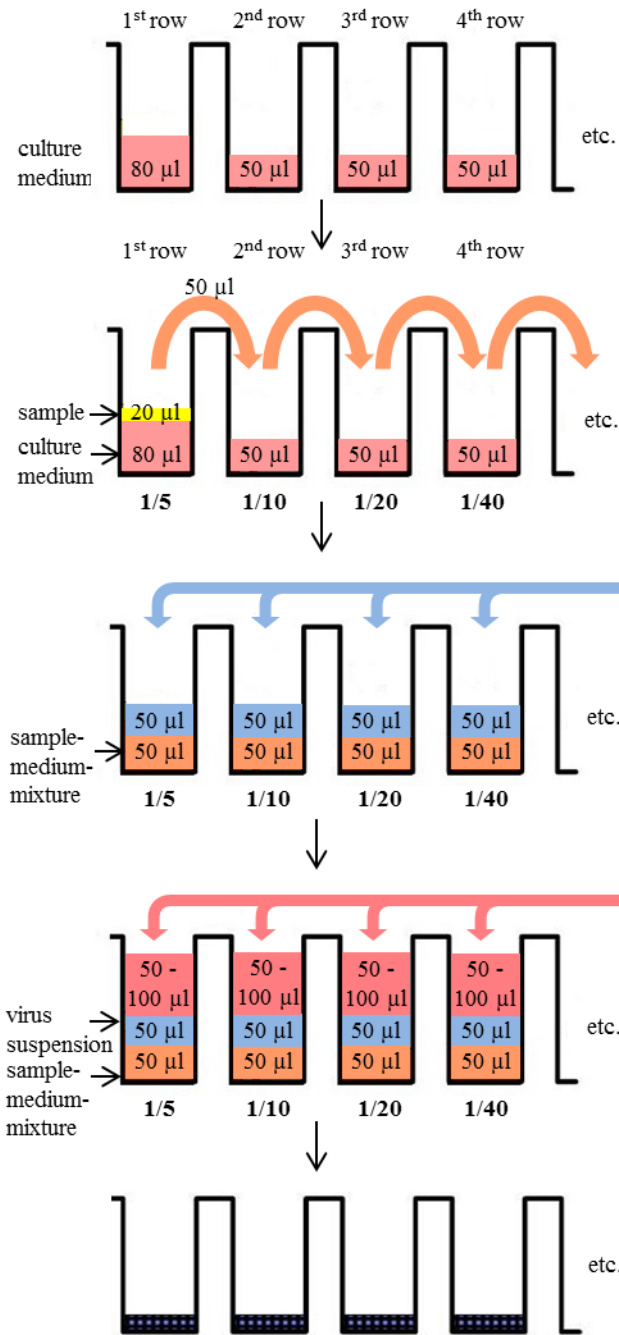 1st row 2nd row 3rd row 4th row
culture
medium
80 µl 50 µl 50 µl 50 µl
etc.
1st row 2nd row 3rd row 4th row
50 µl
sample
20 µl
culture
medium
80 µl 50 µl 50 µl 50 µl
etc.
1/5 1/10 1/20 1/40
50 µl 50 µl 50 µl 50 µl
sample-
medium-
mixture
50 µl 50 µl 50 µl 50 µl
etc.
1/5 1/10 1/20 1/40
50 - 50 - 50 - 50 -
100 µl 100 µl 100 µl 100 µl
virus
suspension
50 µl 50 µl 50 µl 50 µl
etc.
sample-
medium-
mixture
50 µl 50 µl 50 µl 50 µl
1/5 1/10 1/20 1/40
etc.